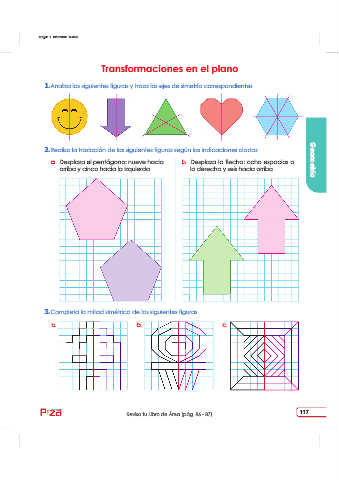 Transformaciones en el plano
1. Analiza las siguientes figuras y traza los ejes de simetría correspondientes
2. Realiza la traslación de las siguientes figuras según las indicaciones dadas
a. Desplaza el pentágono: nueve hacia
arriba y cinco hacia la izquierda
b. Desplaza la flecha: ocho espacios a
la derecha y seis hacia arriba
Geometría
3. Completa la mitad simétrica de las siguientes figuras
a.
b.
c.
Revisa tu Libro de Área (pág. 86 - 87)
117